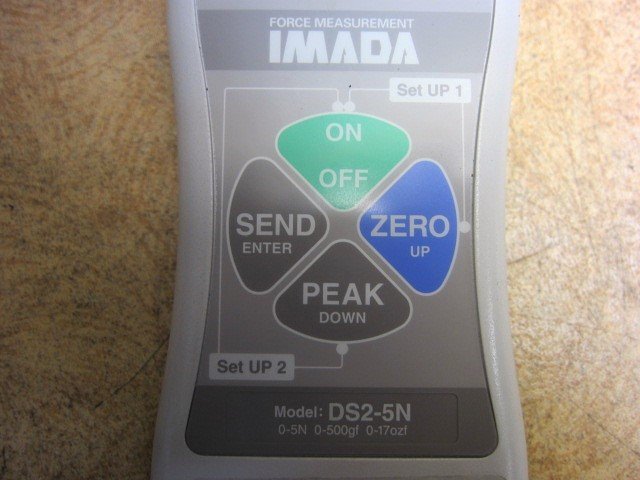 FORCE MEASUREMENT
IMADA
Set UP 1
ON
OFF
SEND
ENTER
ZERO
UP
PEAK
DOWN
Set UP 2
Model: DS2-5N
0-5N 0-500gf 0-17ozf